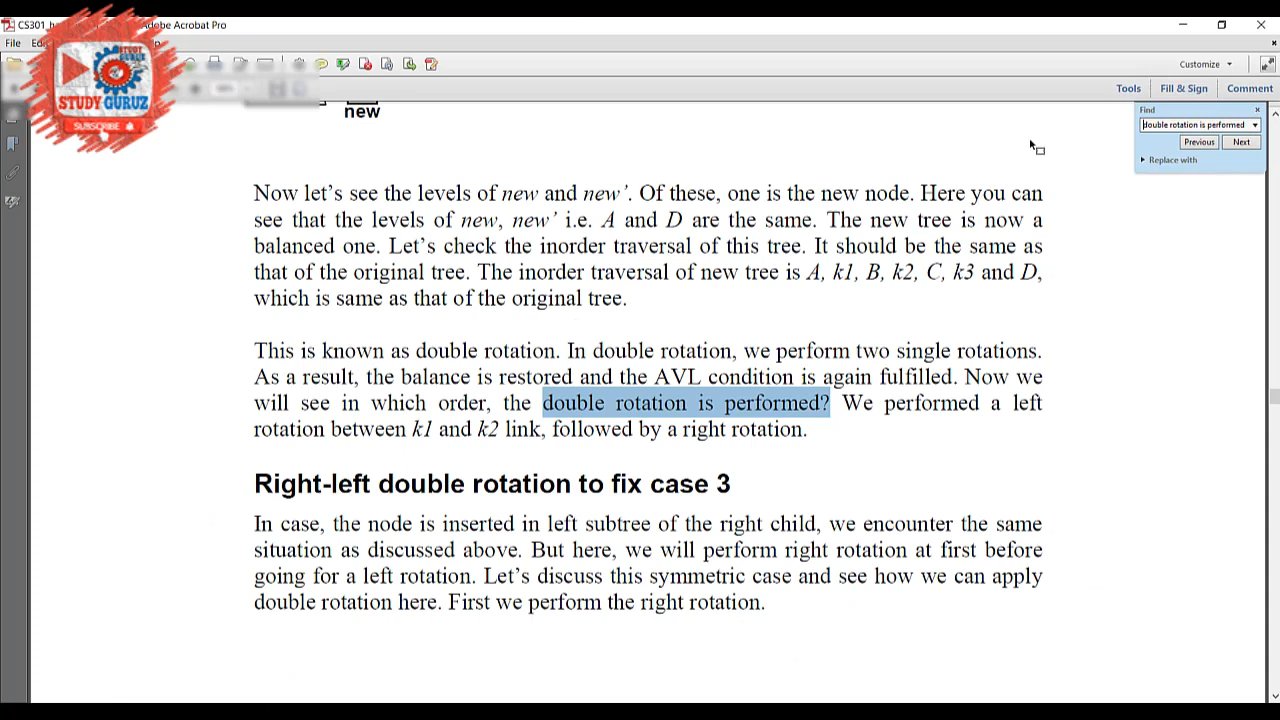 CS301_
Adobe Acrobat Pro
File
Customize
STUDY GURUZ
SUBSCRIBE
Tools
Fill & Sign
Comment
Find
double rotation is performed
Previous
Next
Replace with
new
Now let's see the levels of new and new'. Of these, one is the new node. Here you can
see that the levels of new, new' i.e. A and D are the same. The new tree is now a
balanced one. Let's check the inorder traversal of this tree. It should be the same as
that of the original tree. The inorder traversal of new tree is A, k1, B, k2, C, k3 and D,
which is same as that of the original tree.
This is known as double rotation. In double rotation, we perform two single rotations.
As a result, the balance is restored and the AVL condition is again fulfilled. Now we
will see in which order, the double rotation is performed? We performed a left
rotation between k1 and k2 link, followed by a right rotation.
Right-left double rotation to fix case 3
In case, the node is inserted in left subtree of the right child, we encounter the same
situation as discussed above. But here, we will perform right rotation at first before
going for a left rotation. Let's discuss this symmetric case and see how we can apply
double rotation here. First we perform the right rotation.